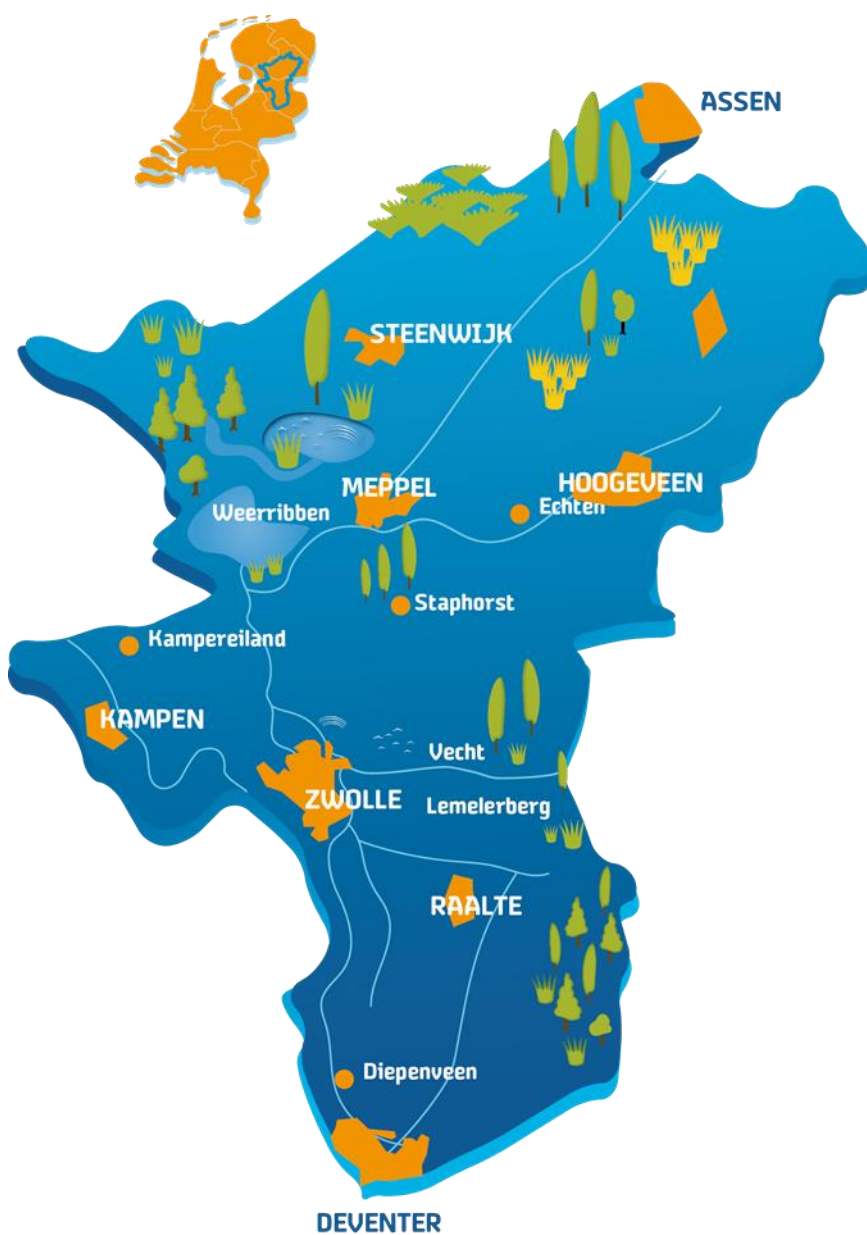 ASSEN
STEENWIJK
MEPPEL
HOOGEVEEN
Weerribben
Echten
Staphorst
Kampereiland
KAMPEN
Vecht
ZWOLLE
Lemelerberg
RAALTE
Diepenveen
DEVENTER